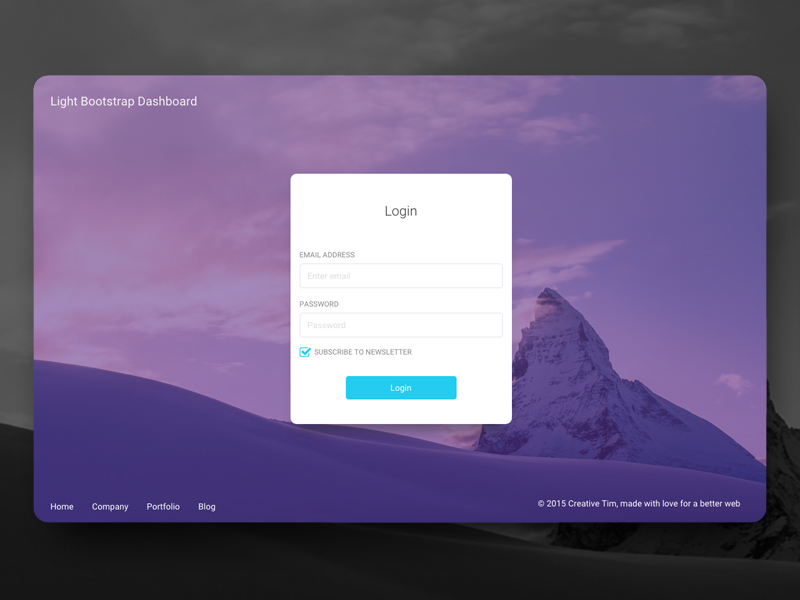 Light Bootstrap Dashboard
Login
EMAIL ADDRESS
Enter email
PASSWORD
Password
SUBSCRIBE TO NEWSLETTER
Login
Home Company Portfolio Blog
© 2015 Creative Tim, made with love for a better web